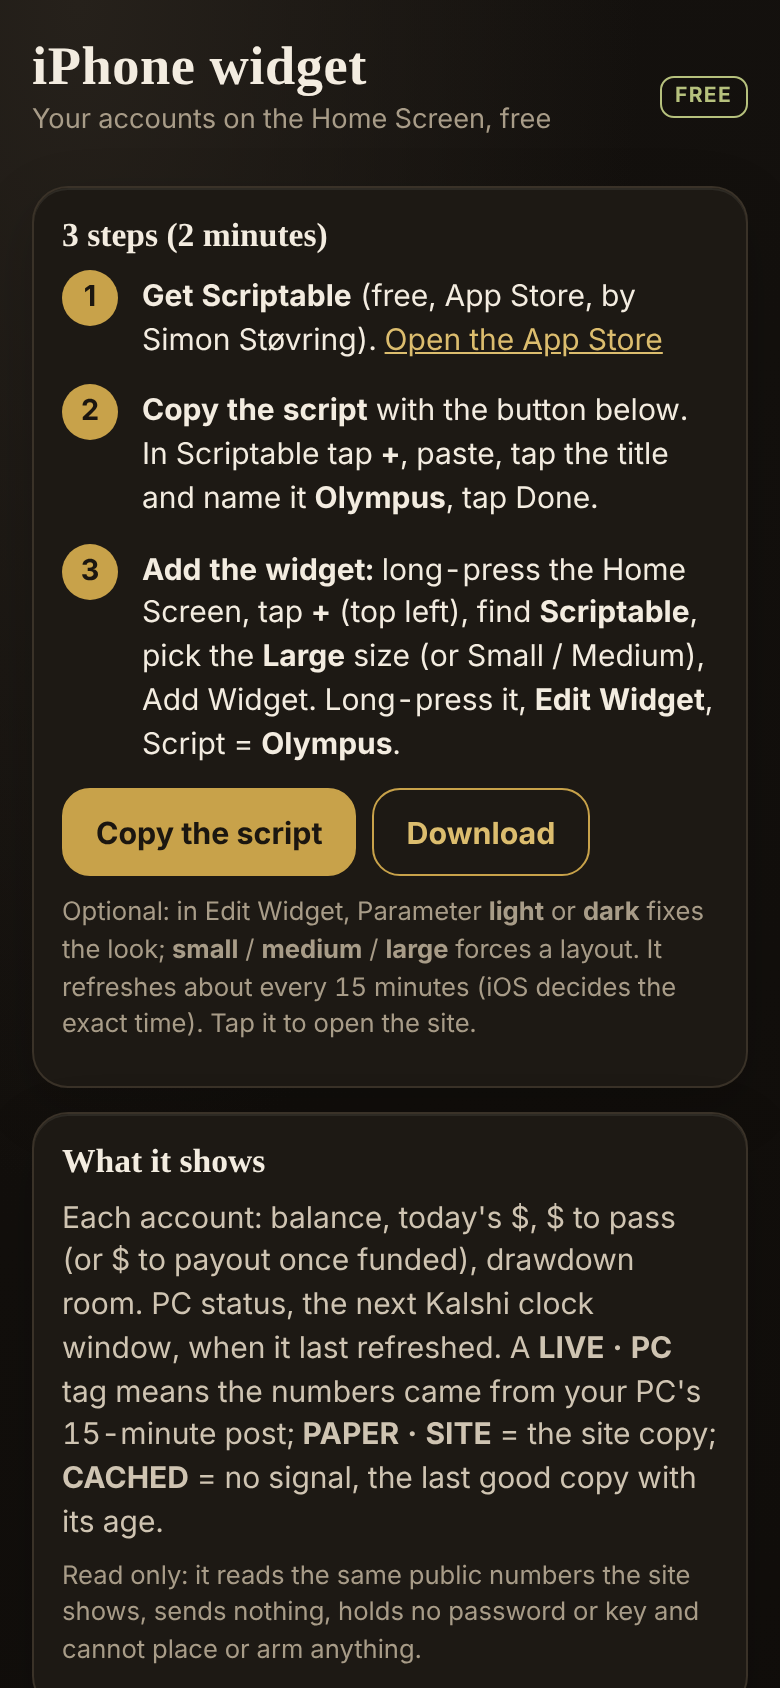 iPhone widget
Your accounts on the Home Screen, free
FREE
3 steps (2 minutes)
1
Get Scriptable (free, App Store, by
Simon Støvring). Open the App Store
2
Copy the script with the button below.
In Scriptable tap +, paste, tap the title
and name it Olympus, tap Done.
3
Add the widget: long-press the Home
Screen, tap + (top left), find Scriptable,
pick the Large size (or Small / Medium),
Add Widget. Long-press it, Edit Widget,
Script = Olympus.
Copy the script
Download
Optional: in Edit Widget, Parameter light or dark fixes
the look; small / medium / large forces a layout. It
refreshes about every 15 minutes (iOS decides the
exact time). Tap it to open the site.
What it shows
Each account: balance, today's $, $ to pass
(or $ to payout once funded), drawdown
room. PC status, the next Kalshi clock
window, when it last refreshed. A LIVE · PC
tag means the numbers came from your PC's
15-minute post; PAPER · SITE = the site copy;
CACHED = no signal, the last good copy with
its age.
Read only: it reads the same public numbers the site
shows, sends nothing, holds no password or key and
cannot place or arm anything.